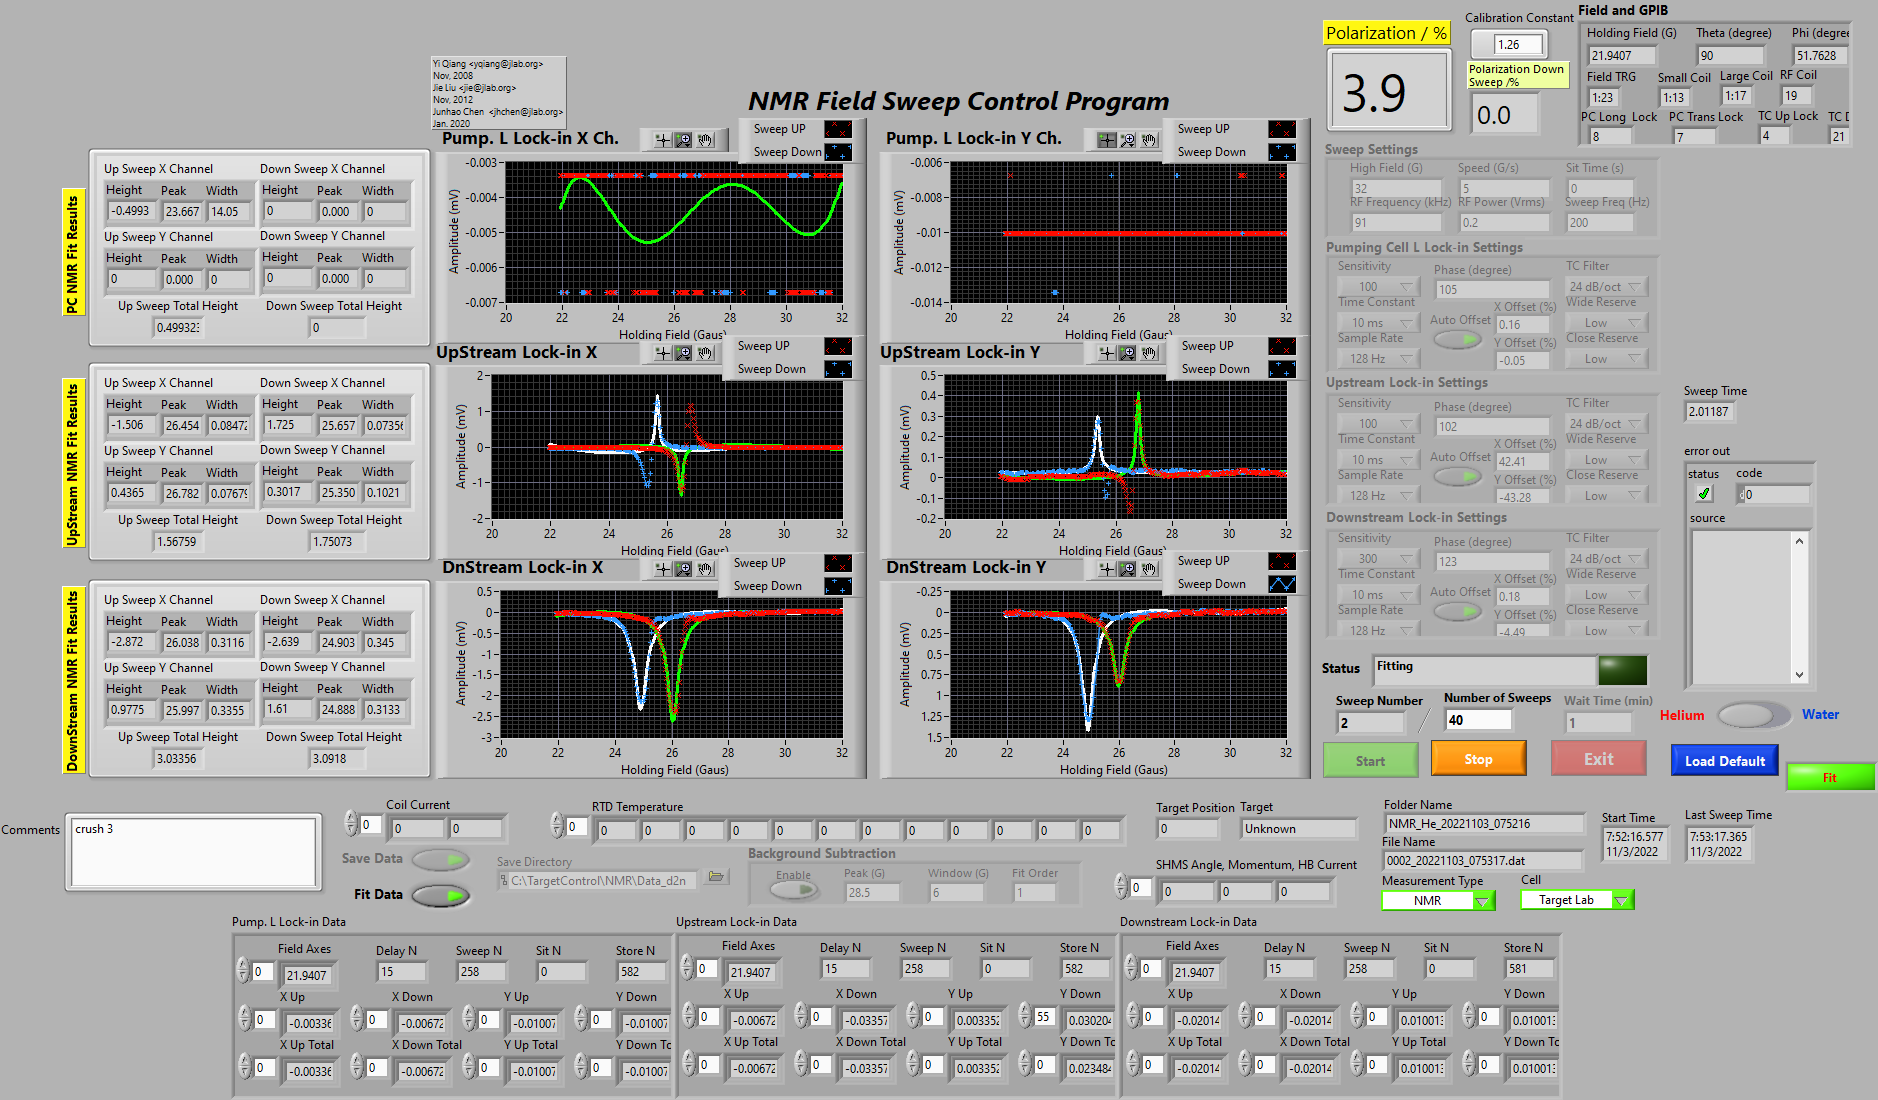 NMR Field Sweep Control Program
Yi Qiang <yqiang@jlab.org>
Nov, 2008
Jie Liu <jie@jlab.org>
Nov, 2012
Junhao Chen <jhchen@jlab.org>
Jan. 2020
Polarization / %
3.9
Calibration Constant
1.26
Polarization Down
Sweep /%
0.0
Field and GPIB
Holding Field (G) Theta (degree) Phi (degree
21.9407 90 51.7628
Field TRG Small Coil Large Coil RF Coil
1:23 1:13 1:17 19
PC Long Lock PC Trans Lock TC Up Lock TC D
8 7 4 21
PC NMR Fit Results
Up Sweep X Channel Down Sweep X Channel
Height Peak Width Height Peak Width
-0.4993 23.667 14.05 0 0.000 0
Up Sweep Y Channel Down Sweep Y Channel
Height Peak Width Height Peak Width
0 0.000 0 0 0.000 0
Up Sweep Total Height Down Sweep Total Height
0.49932 0
UpStream NMR Fit Results
Up Sweep X Channel Down Sweep X Channel
Height Peak Width Height Peak Width
-1.506 26.454 0.08472 1.725 25.657 0.0735
Up Sweep Y Channel Down Sweep Y Channel
Height Peak Width Height Peak Width
0.4365 26.782 0.0767 0.3017 25.350 0.1021
Up Sweep Total Height Down Sweep Total Height
1.56759 1.75073
DownStream NMR Fit Results
Up Sweep X Channel Down Sweep X Channel
Height Peak Width Height Peak Width
-2.872 26.038 0.3116 -2.639 24.903 0.345
Up Sweep Y Channel Down Sweep Y Channel
Height Peak Width Height Peak Width
0.9775 25.997 0.3355 1.61 24.888 0.3133
Up Sweep Total Height Down Sweep Total Height
3.03356 3.0918
Pump. L Lock-in X Ch.
Sweep UP
Sweep Down
Amplitude (mV)
-0.003
-0.004
-0.005
-0.006
-0.007
20 22 24 26 28 30 32
Holding Field (Gaus)
Pump. L Lock-in Y Ch.
Sweep UP
Sweep Down
Amplitude (mV)
-0.006
-0.008
-0.01
-0.012
-0.014
20 22 24 26 28 30 32
Holding Field (Gaus)
UpStream Lock-in X
Sweep UP
Sweep Down
Amplitude (mV)
2
1
0
-1
-2
20 22 24 26 28 30 32
Holding Field (Gaus)
UpStream Lock-in Y
Sweep UP
Sweep Down
Amplitude (mV)
0.5
0.4
0.3
0.2
0.1
0
-0.1
-0.2
20 22 24 26 28 30 32
Holding Field (Gaus)
DnStream Lock-in X
Sweep UP
Sweep Down
Amplitude (mV)
0.5
0
-0.5
-1
-1.5
-2
-2.5
-3
20 22 24 26 28 30 32
Holding Field (Gaus)
DnStream Lock-in Y
Sweep UP
Sweep Down
Amplitude (mV)
-0.25
0
0.25
0.5
0.75
1
1.25
1.5
20 22 24 26 28 30 32
Holding Field (Gaus)
Sweep Settings
High Field (G) Speed (G/s) Sit Time (s)
32 5 0
RF Frequency (kHz) RF Power (Vrms) Sweep Freq (Hz)
91 0.2 200
Pumping Cell L Lock-in Settings
Sensitivity Phase (degree) TC Filter
100 105 24 dB/oct
Time Constant X Offset (%) Wide Reserve
10 ms Auto Offset 0.16 Low
Sample Rate Y Offset (%) Close Reserve
128 Hz -0.05 Low
Upstream Lock-in Settings
Sensitivity Phase (degree) TC Filter
100 102 24 dB/oct
Time Constant X Offset (%) Wide Reserve
10 ms Auto Offset 42.41 Low
Sample Rate Y Offset (%) Close Reserve
128 Hz -43.28 Low
Downstream Lock-in Settings
Sensitivity Phase (degree) TC Filter
300 123 24 dB/oct
Time Constant X Offset (%) Wide Reserve
10 ms Auto Offset 0.18 Low
Sample Rate Y Offset (%) Close Reserve
128 Hz -4.49 Low
Sweep Time
2.01187
error out
status code
0
source
Status Fitting
Sweep Number Number of Sweeps Wait Time (min)
2 / 40 1
Helium Water
Start Stop Exit Load Default Fit
Comments
crush 3
Coil Current
0 0 0
Save Data
Fit Data
RTD Temperature
0 0 0 0 0 0 0 0 0 0 0 0 0
Save Directory
C:\TargetControl\NMR\Data_d2n
Background Subtraction
Enable Peak (G) Window (G) Fit Order
28.5 6 1
Target Position Target
0 Unknown
SHMS Angle, Momentum, HB Current
0 0 0 0
Folder Name
NMR_He_20221103_075216
File Name
0002_20221103_075317.dat
Measurement Type Cell
NMR Target Lab
Start Time
7:52:16.577
11/3/2022
Last Sweep Time
7:53:17.365
11/3/2022
Pump. L Lock-in Data
Field Axes Delay N Sweep N Sit N Store N
0 21.9407 15 258 0 582
X Up X Down Y Up Y Down
0 -0.00336 0 -0.00672 0 -0.01007 0 -0.01007
X Up Total X Down Total Y Up Total Y Down To
0 -0.00336 0 -0.00672 0 -0.01007 0 -0.01007
Upstream Lock-in Data
Field Axes Delay N Sweep N Sit N Store N
0 21.9407 15 258 0 582
X Up X Down Y Up Y Down
0 -0.00672 0 -0.03357 0 0.003352 55 0.030204
X Up Total X Down Total Y Up Total Y Down To
0 -0.00672 0 -0.03357 0 0.003352 0 0.023484
Downstream Lock-in Data
Field Axes Delay N Sweep N Sit N Store N
0 21.9407 15 258 0 581
X Up X Down Y Up Y Down
0 -0.02014 0 -0.02014 0 0.01001 0 0.01001
X Up Total X Down Total Y Up Total Y Down To
0 -0.02014 0 -0.02014 0 0.01001 0 0.01001